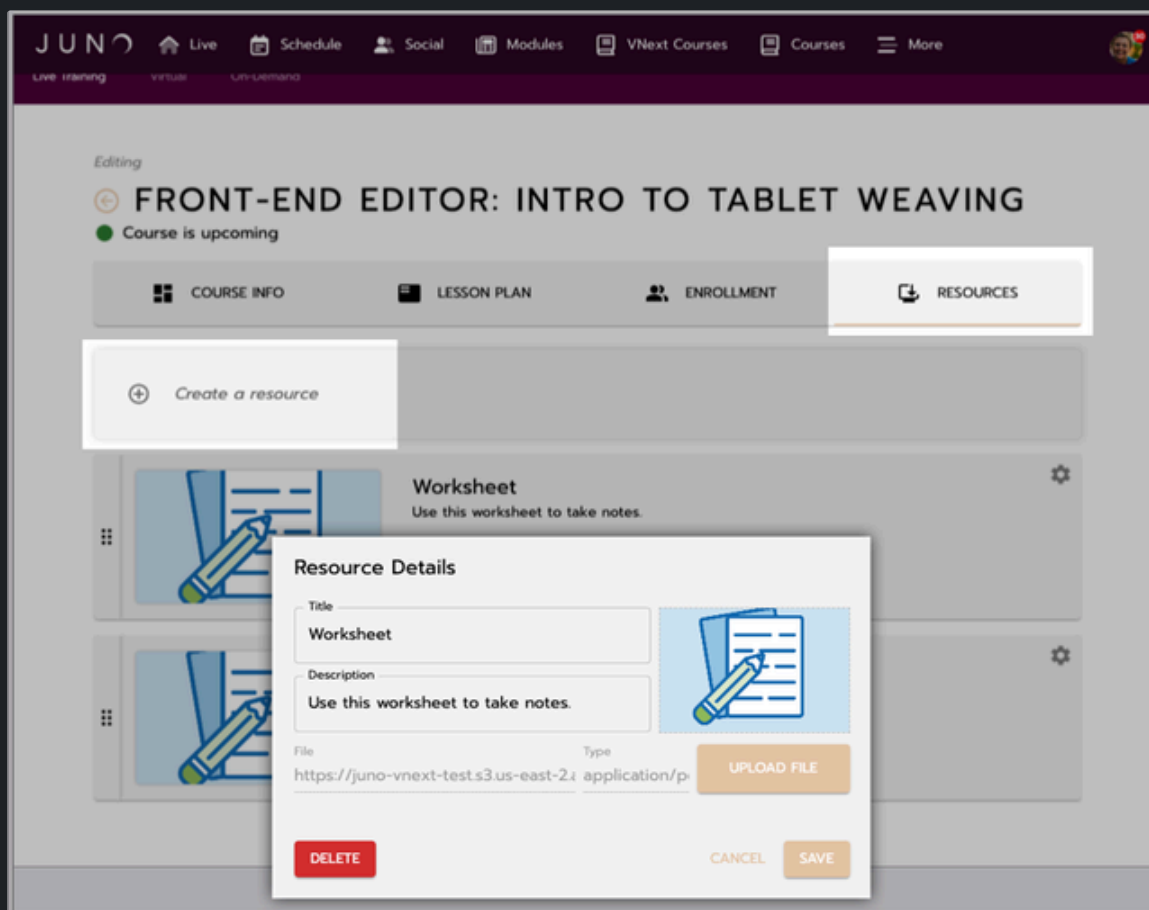 JUNO Live Schedule Social Modules VNext Courses Courses More
Live Training Virtual On-Demand
Editing
FRONT-END EDITOR: INTRO TO TABLET WEAVING
Course is upcoming
COURSE INFO LESSON PLAN ENROLLMENT RESOURCES
Create a resource
Worksheet
Use this worksheet to take notes.
Resource Details
Title
Worksheet
Description
Use this worksheet to take notes.
File Type
https://juno-vnext-test.s3.us-east-2. application/p UPLOAD FILE
DELETE CANCEL SAVE